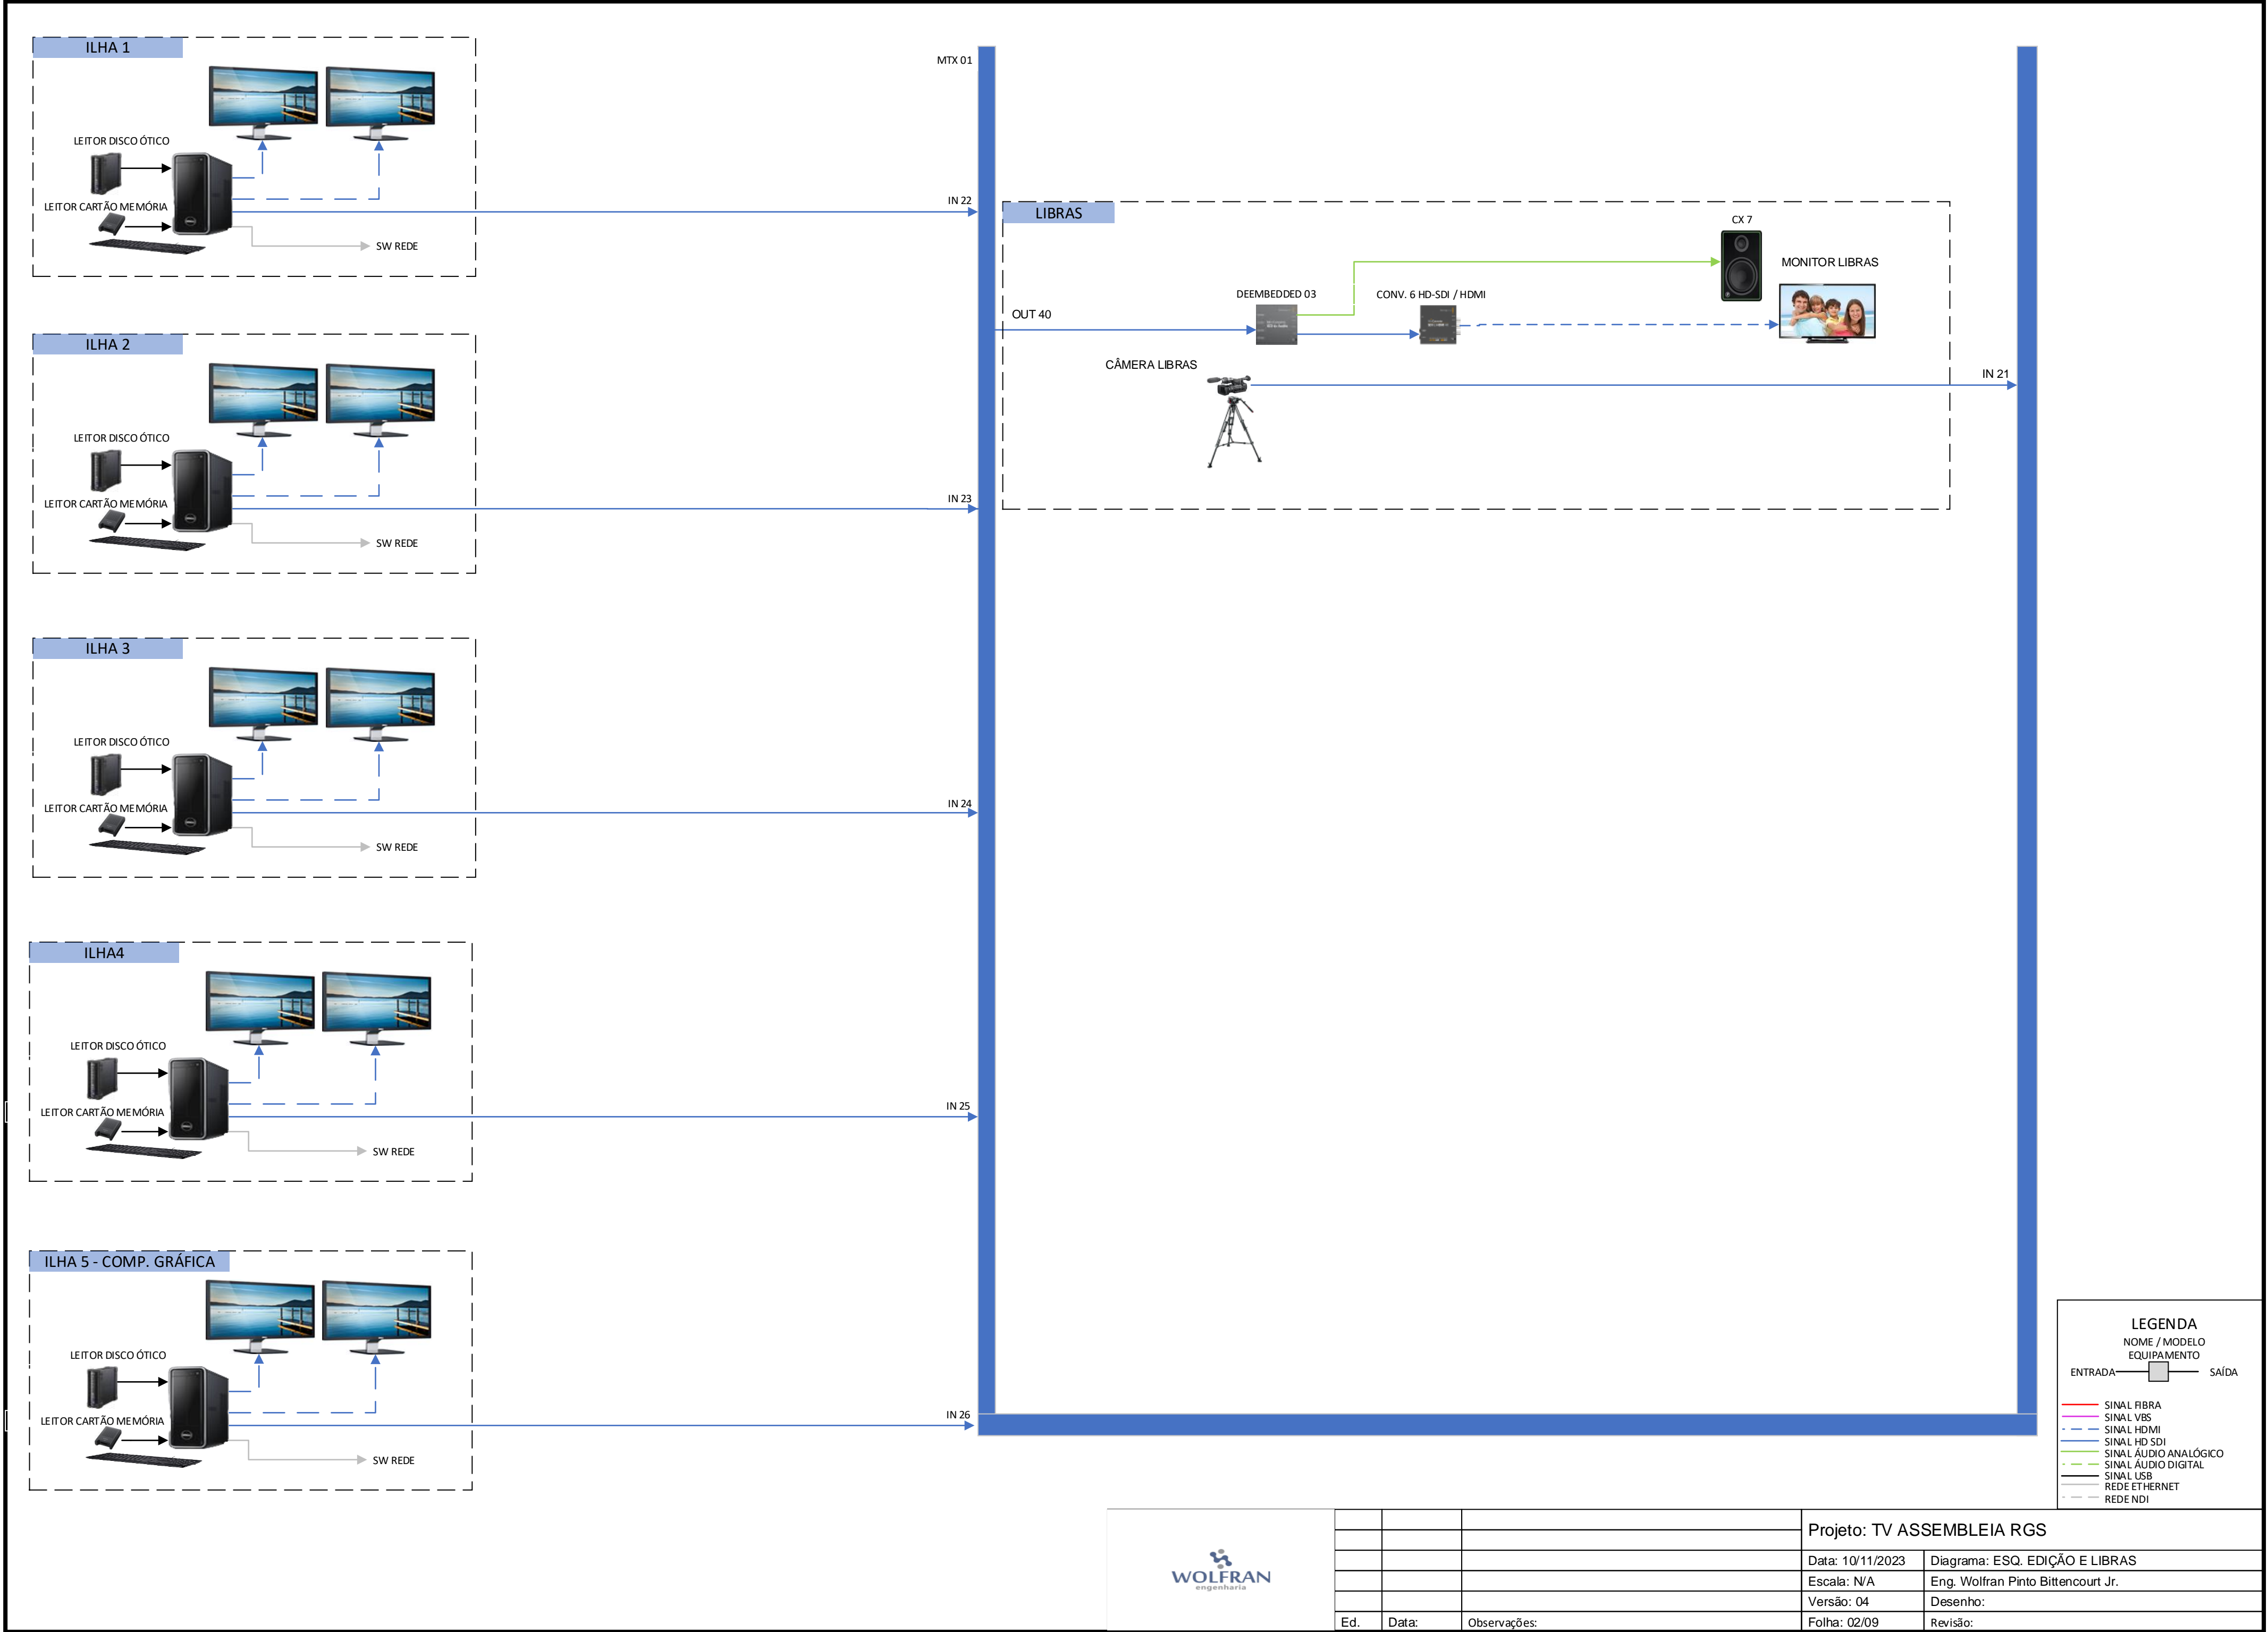 ILHA 1
LEITOR DISCO ÓTICO
LEITOR CARTÃO MEMÓRIA
SW REDE
ILHA 2
LEITOR DISCO ÓTICO
LEITOR CARTÃO MEMÓRIA
SW REDE
ILHA 3
LEITOR DISCO ÓTICO
LEITOR CARTÃO MEMÓRIA
SW REDE
ILHA4
LEITOR DISCO ÓTICO
LEITOR CARTÃO MEMÓRIA
SW REDE
ILHA 5 - COMP. GRÁFICA
LEITOR DISCO ÓTICO
LEITOR CARTÃO MEMÓRIA
SW REDE
MTX 01
IN 22
IN 23
IN 24
IN 25
IN 26
LIBRAS
CX 7
MONITOR LIBRAS
DEEMBEDDED 03
CONV. 6 HD-SDI / HDMI
OUT 40
CÂMERA LIBRAS
IN 21
LEGENDA
NOME / MODELO
EQUIPAMENTO
ENTRADA
SAÍDA
SINAL FIBRA
SINAL VBS
SINAL HDMI
SINAL HD SDI
SINAL ÁUDIO ANALÓGICO
SINAL ÁUDIO DIGITAL
SINAL USB
REDE ETHERNET
REDE NDI
WOLFRAN
engenharia
Ed.
Data:
Observações:
Projeto: TV ASSEMBLEIA RGS
Data: 10/11/2023
Diagrama: ESQ. EDIÇÃO E LIBRAS
Escala: N/A
Eng. Wolfran Pinto Bittencourt Jr.
Versão: 04
Desenho:
Folha: 02/09
Revisão: